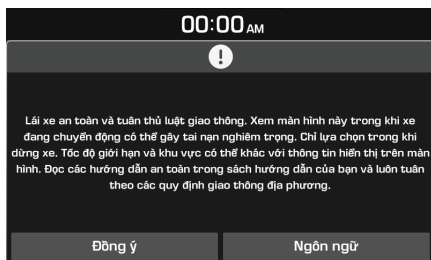 00:00 AM
!
Lái xe an toàn và tuân thủ luật giao thông. Xem màn hình này trong khi xe
đang chuyển động có thể gây tai nạn nghiêm trọng. Chỉ lựa chọn trong khi
dừng xe. Tốc độ giới hạn và khu vực có thể khác với thông tin hiển thị trên màn
hình. Đọc các hướng dẫn an toàn trong sách hướng dẫn của bạn và luôn tuân
theo các quy định giao thông địa phương.
Đồng ý
Ngôn ngữ